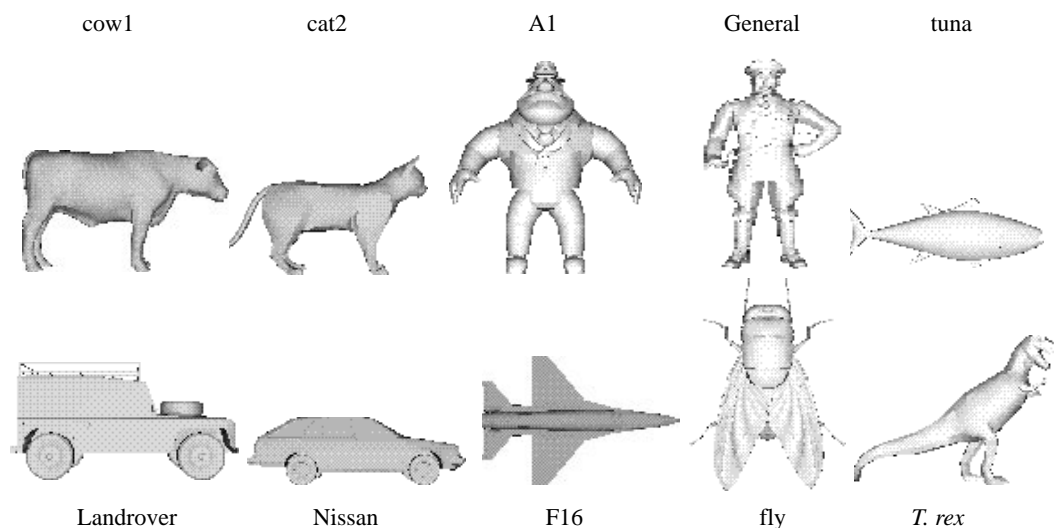 cow1 cat2 A1 General tuna
Landrover Nissan F16 fly T. rex